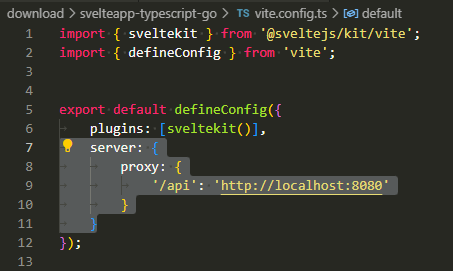 download > svelteapp-typescript-go > TS vite.config.ts > default
1 import { sveltekit } from '@sveltejs/kit/vite';
2 import { defineConfig } from 'vite';
3
4
5 export default defineConfig({
6 plugins: [sveltekit()],
7 server: {
8 proxy: {
9 '/api': 'http://localhost:8080'
10 }
11 }
12 });
13